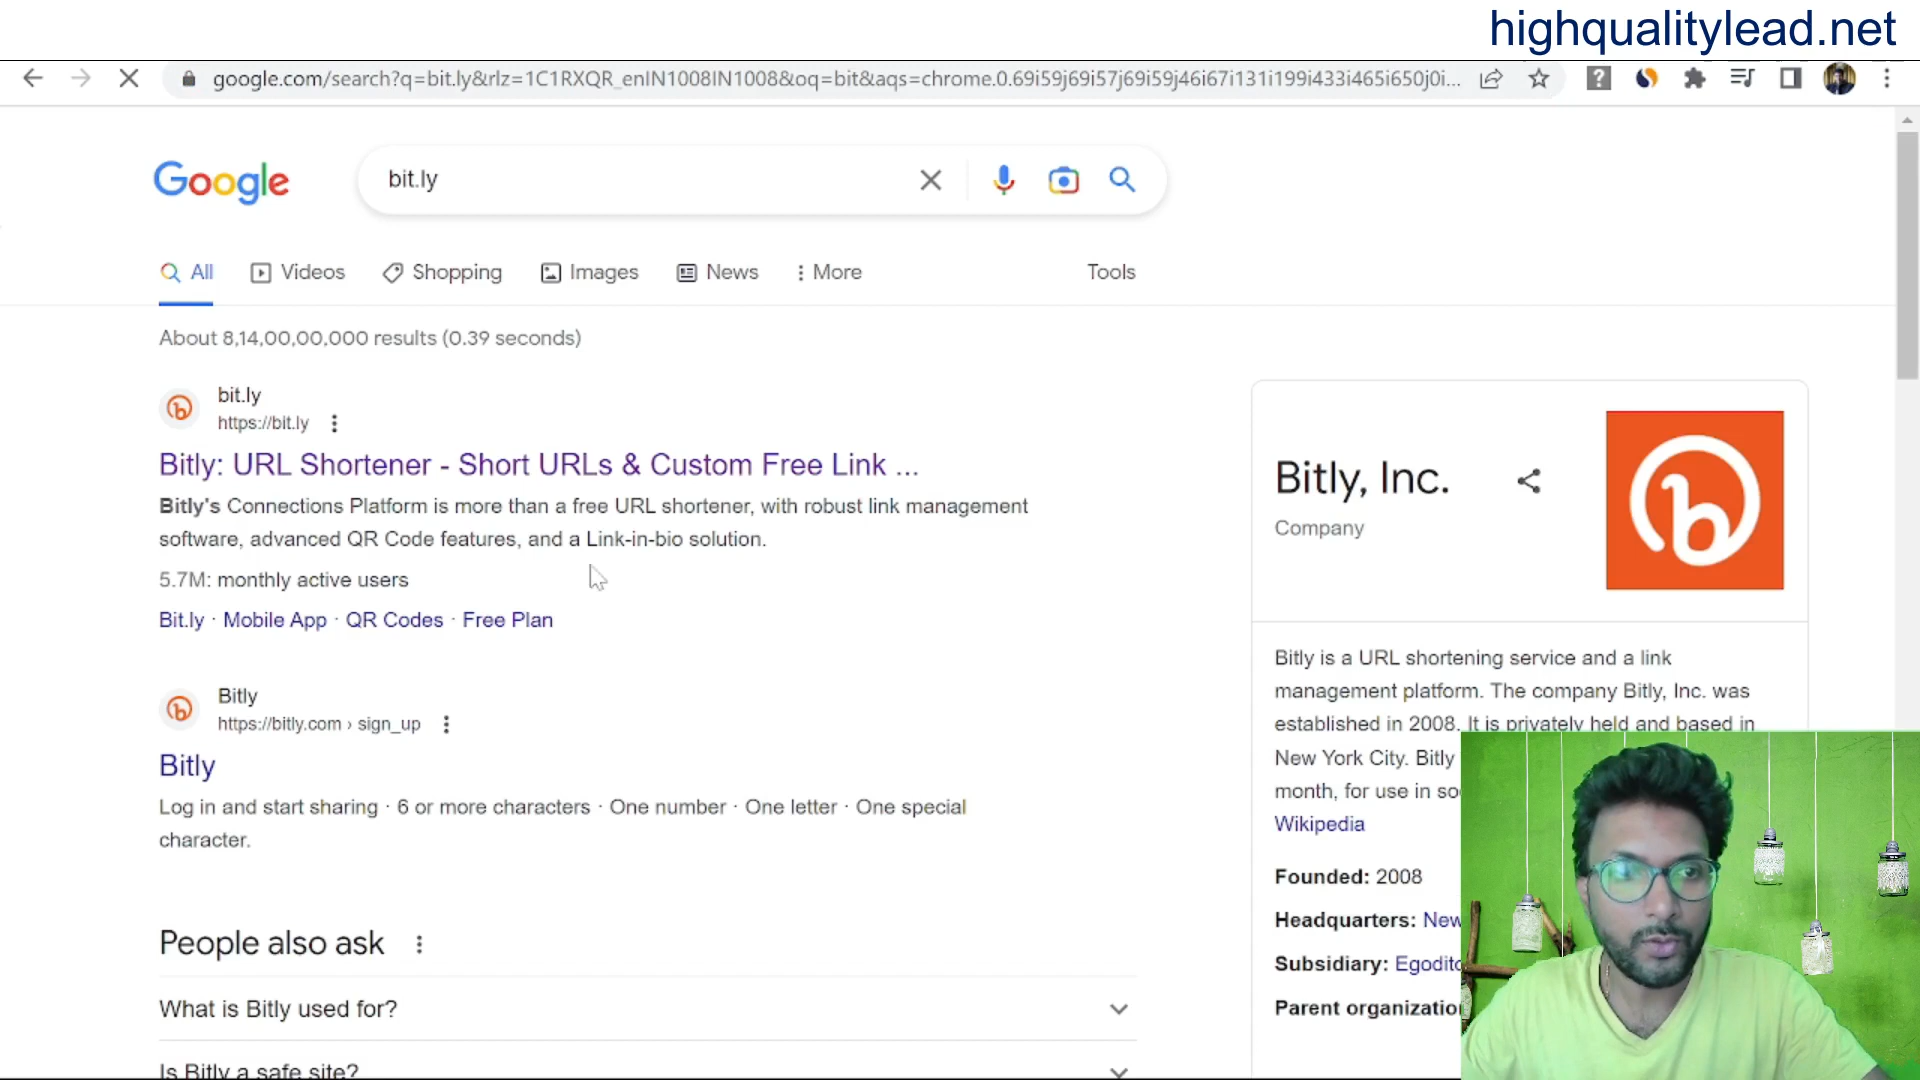 highqualitylead.net
google.com/search?q=bit.ly&rlz=1C1RXQR_enIN1008IN1008&oq=bit&aqs=chrome.0.69i59j69i57j69i59j46i67i131i199i433i465i650j0i...
Google
bit.ly
All
Videos
Shopping
Images
News
More
Tools
About 8,14,00,00,000 results (0.39 seconds)
bit.ly
https://bit.ly
Bitly: URL Shortener - Short URLs & Custom Free Link ...
Bitly's Connections Platform is more than a free URL shortener, with robust link management
software, advanced QR Code features, and a Link-in-bio solution.
5.7M: monthly active users
Bit.ly · Mobile App · QR Codes · Free Plan
Bitly
https://bitly.com › sign_up
Bitly
Log in and start sharing · 6 or more characters · One number · One letter · One special
character.
People also ask
What is Bitly used for?
Is Bitly a safe site?
Bitly, Inc.
Company
Bitly is a URL shortening service and a link
management platform. The company Bitly, Inc. was
established in 2008. It is privately held and based in
New York City. Bitly
month, for use in so
Wikipedia
Founded: 2008
Headquarters: New
Subsidiary: Egodito
Parent organization